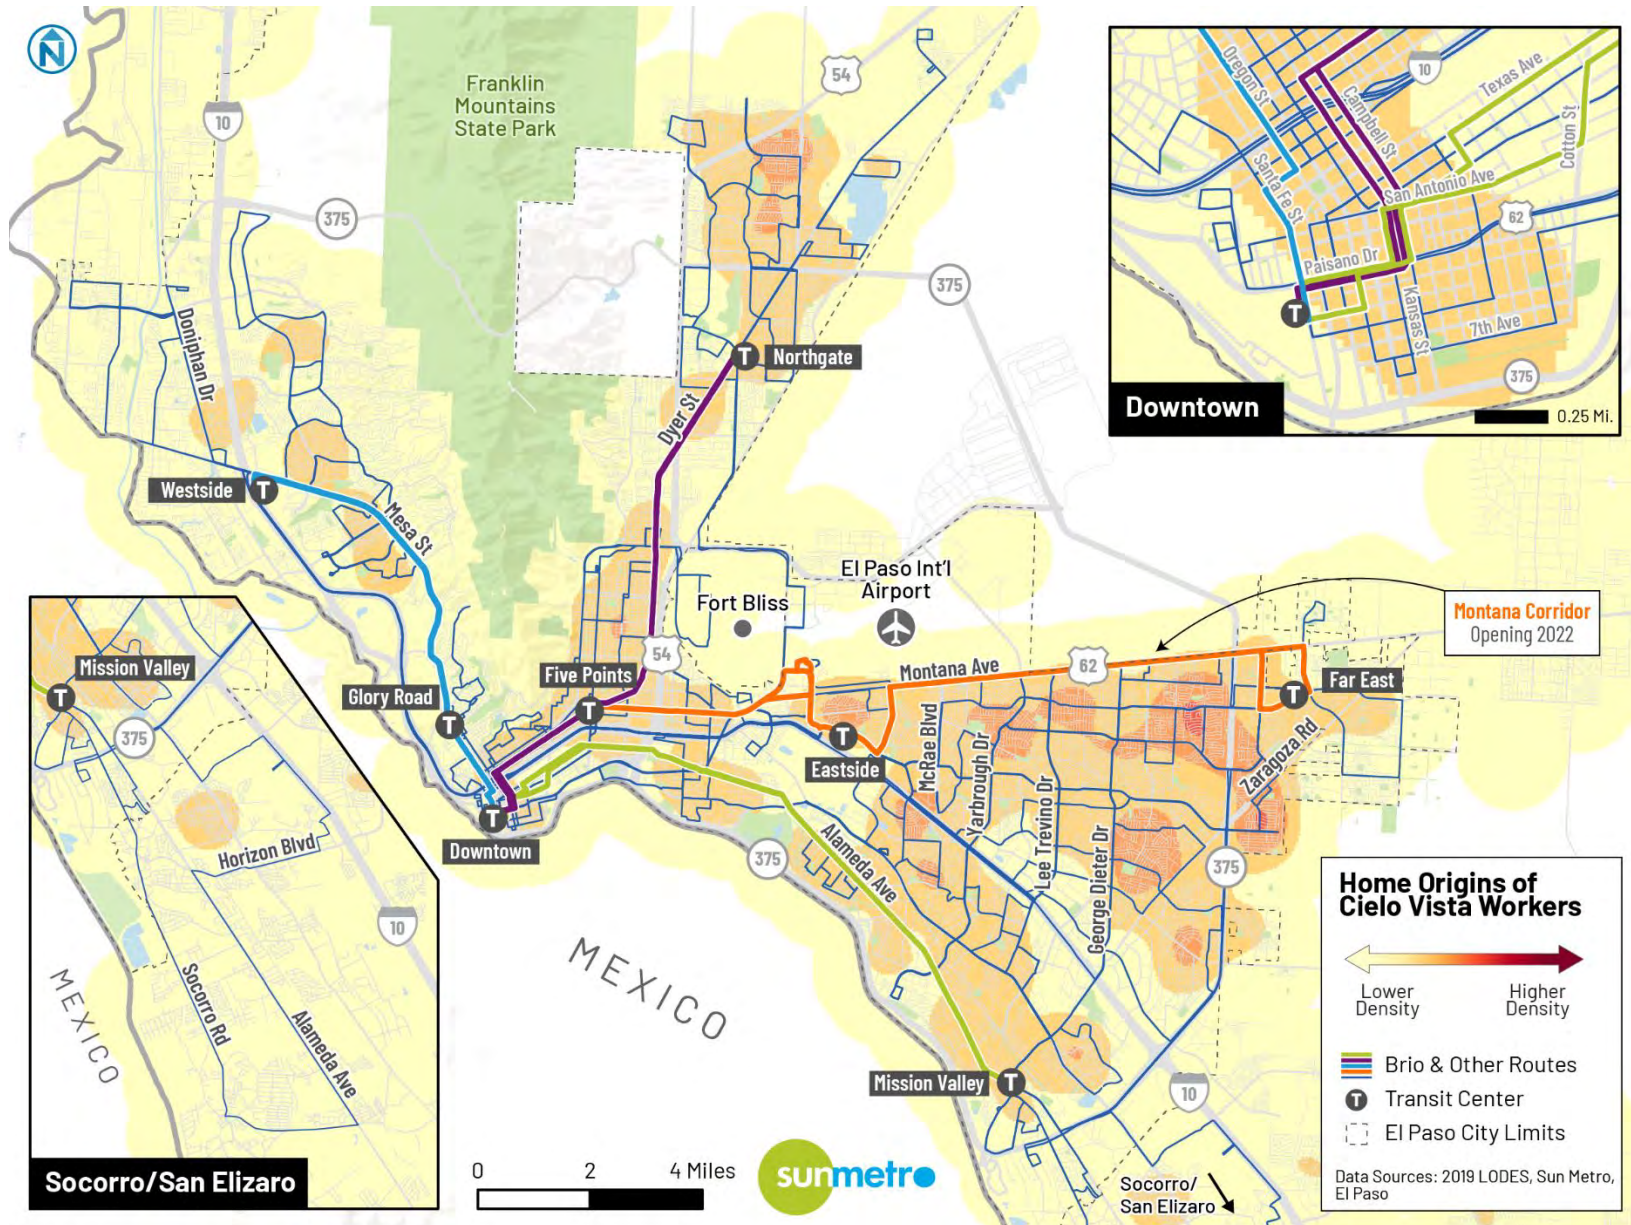 N
10
Franklin
Mountains
State Park
54
375
375
Doniphan Dr
Northgate
Dyer St
Westside
Mesa St
El Paso Int'l
Airport
Fort Bliss
54
Five Points
Glory Road
Montana Ave
62
Montana Corridor
Opening 2022
Far East
Eastside
McRae Blvd
Yarbrough Dr
Lee Trevino Dr
George Dieter Dr
Zaragoza Rd
375
Downtown
375
Alameda Ave
MEXICO
Mission Valley
10
Socorro/
San Elizaro
0
2
4 Miles
sunmetro
Oregon St
10
Texas Ave
Campbell St
Cotton St
Santa Fe St
San Antonio Ave
62
Paisano Dr
Kansas St
7th Ave
375
Downtown
0.25 Mi.
Mission Valley
375
Horizon Blvd
10
Socorro Rd
Alameda Ave
MEXICO
Socorro/San Elizaro
Home Origins of
Cielo Vista Workers
Lower
Density
Higher
Density
Brio & Other Routes
T Transit Center
El Paso City Limits
Data Sources: 2019 LODES, Sun Metro,
El Paso